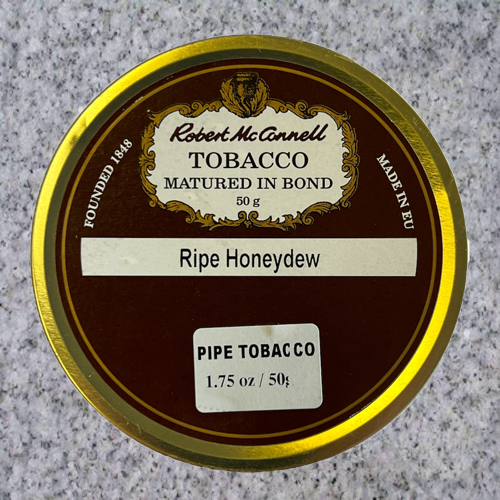 Robert McConnell
TOBACCO
MATURED IN BOND
50 g
FOUNDED 1848
MADE IN EU
Ripe Honeydew
PIPE TOBACCO
1.75 oz / 50g